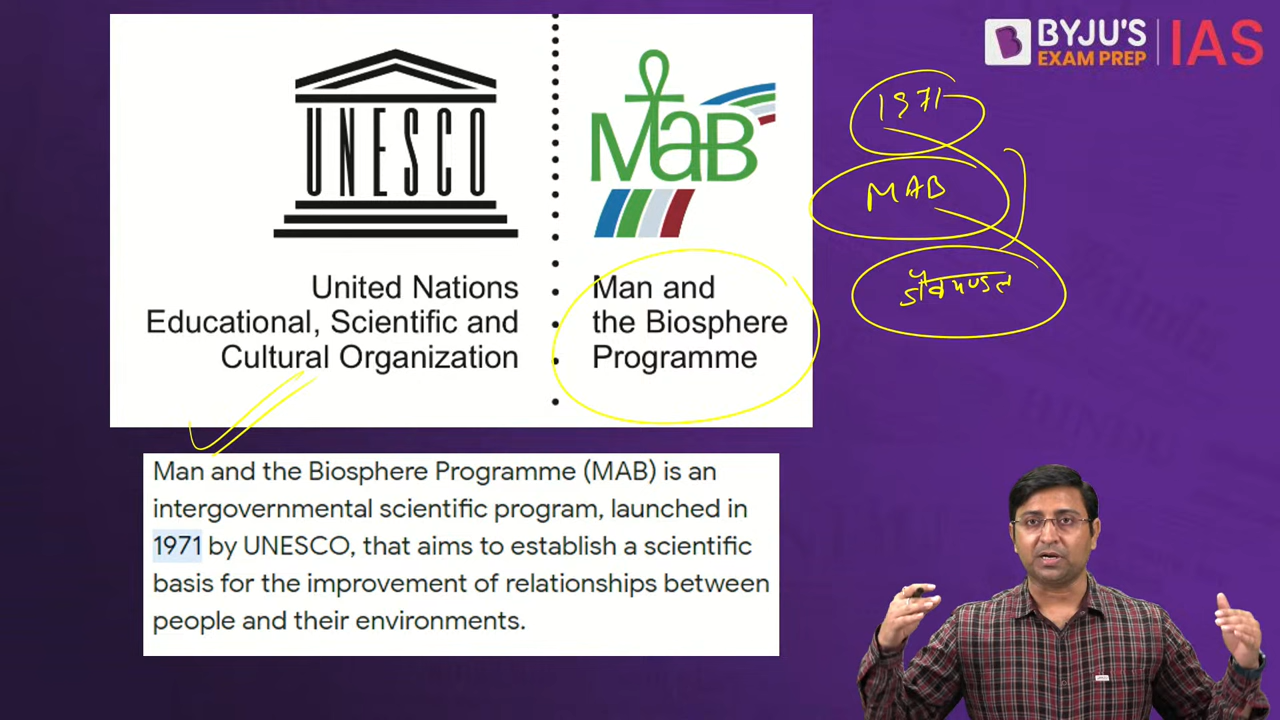 UNESCO
MaB
United Nations
Educational, Scientific and
Cultural Organization
Man and
the Biosphere
Programme
BYJU'S
EXAM PREP
IAS
1971
MAB
जैवमण्डल
Man and the Biosphere Programme (MAB) is an
intergovernmental scientific program, launched in
1971 by UNESCO, that aims to establish a scientific
basis for the improvement of relationships between
people and their environments.